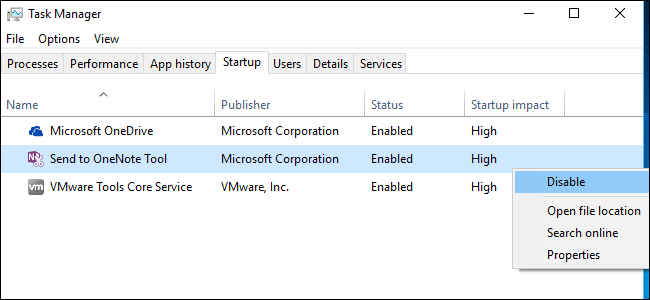 Task Manager
File Options View
Processes Performance App history Startup Users Details Services
Name Publisher Status Startup impact
Microsoft OneDrive Microsoft Corporation Enabled High
N Send to OneNote Tool Microsoft Corporation Enabled High
vm VMware Tools Core Service VMware, Inc. Enabled High
Disable
Open file location
Search online
Properties